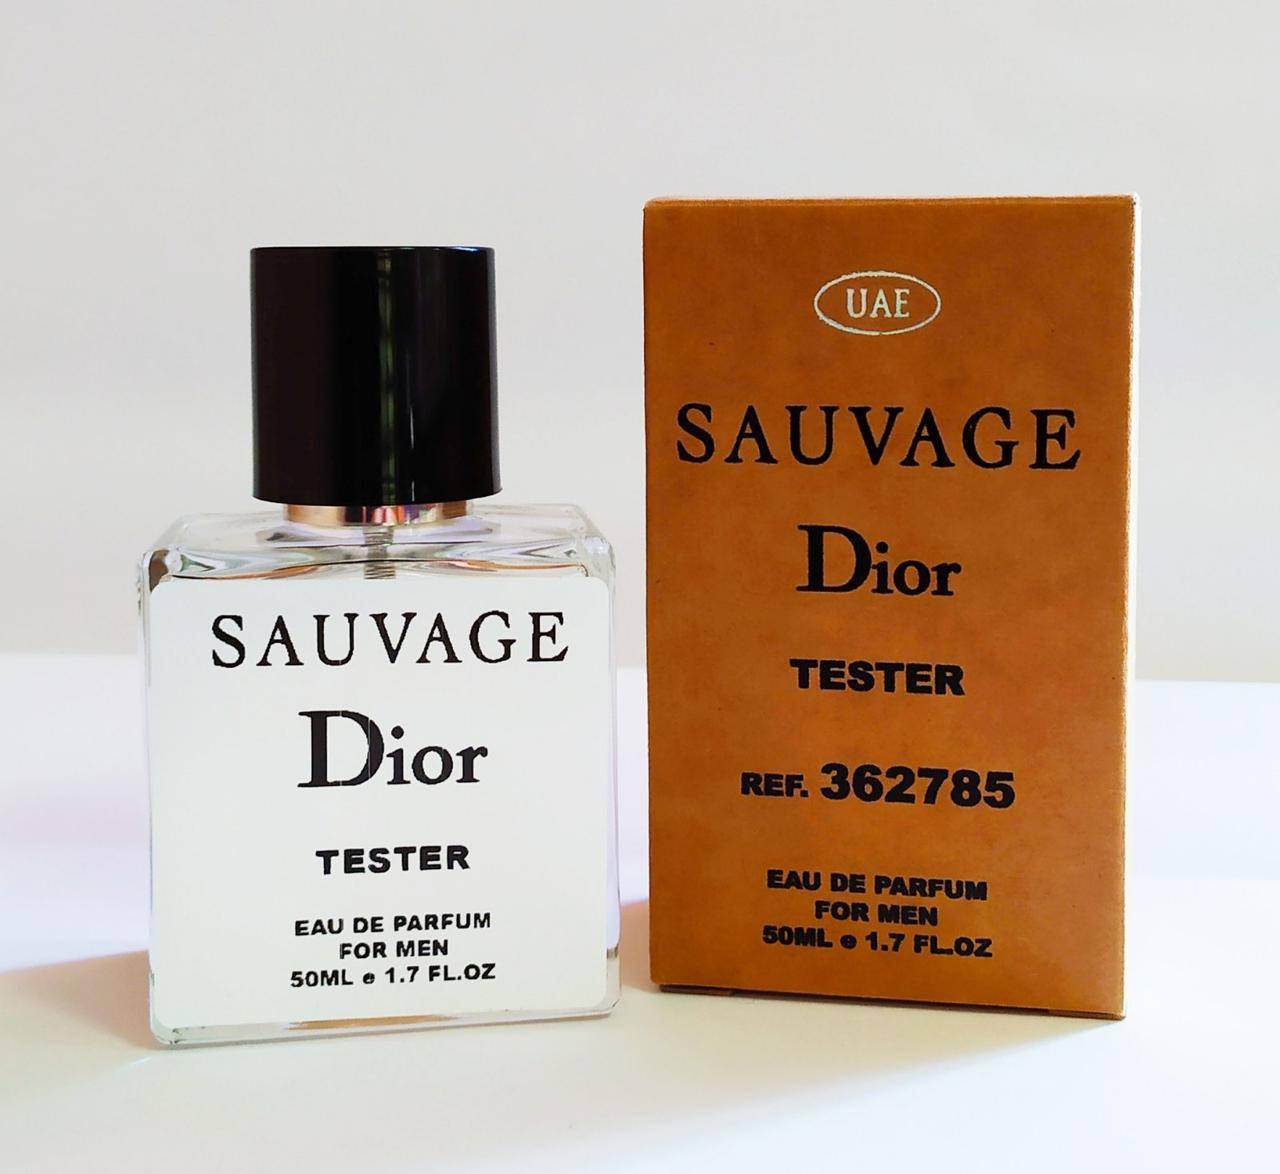 SAUVAGE
Dior
TESTER
EAU DE PARFUM
FOR MEN
50ML e 1.7 FL.OZ
UAE
SAUVAGE
Dior
TESTER
REF. 362785
EAU DE PARFUM
FOR MEN
50ML e 1.7 FL.OZ